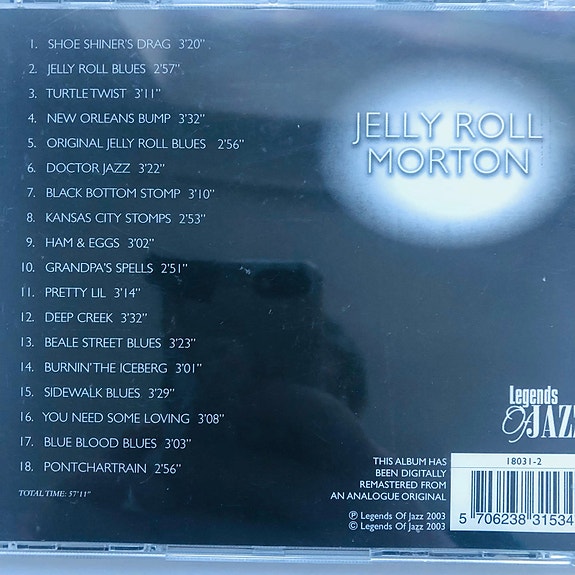 1. SHOE SHINER'S DRAG 3'20"
2. JELLY ROLL BLUES 2'57"
3. TURTLE TWIST 3'11"
4. NEW ORLEANS BUMP 3'32"
5. ORIGINAL JELLY ROLL BLUES 2'56"
6. DOCTOR JAZZ 3'22"
7. BLACK BOTTOM STOMP 3'10"
8. KANSAS CITY STOMPS 2'53"
9. HAM & EGGS 3'02"
10. GRANDPA'S SPELLS 2'51"
11. PRETTY LIL 3'14"
12. DEEP CREEK 3'32"
13. BEALE STREET BLUES 3'23"
14. BURNIN' THE ICEBERG 3'01"
15. SIDEWALK BLUES 3'29"
16. YOU NEED SOME LOVING 3'08"
17. BLUE BLOOD BLUES 3'03"
18. PONTCHARTRAIN 2'56"
TOTAL TIME: 57'11"
JELLY ROLL
MORTON
Legends
Of JAZZ
THIS ALBUM HAS
BEEN DIGITALLY
REMASTERED FROM
AN ANALOGUE ORIGINAL
℗ Legends Of Jazz 2003
© Legends Of Jazz 2003
18031-2
5 706238 31534